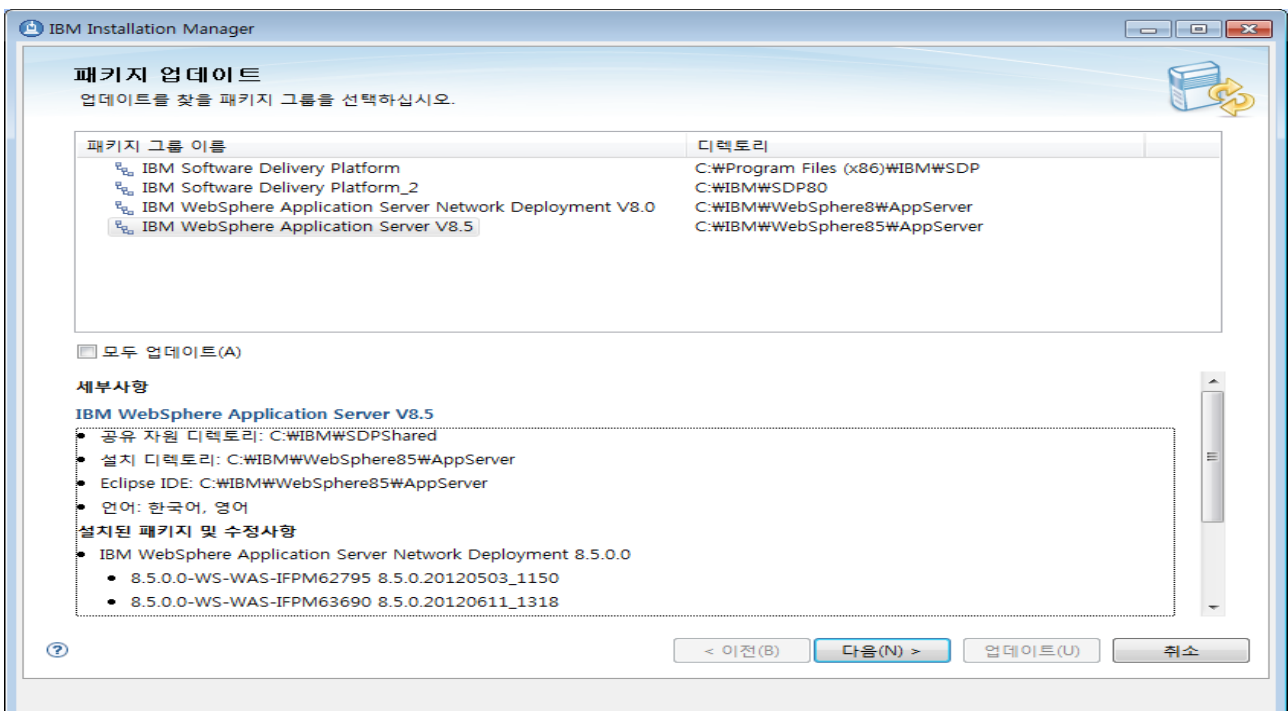 IBM Installation Manager
패키지 업데이트
업데이트를 찾을 패키지 그룹을 선택하십시오.
패키지 그룹 이름 디렉토리
IBM Software Delivery Platform C:₩Program Files (x86)₩IBM₩SDP
IBM Software Delivery Platform_2 C:₩IBM₩SDP80
IBM WebSphere Application Server Network Deployment V8.0 C:₩IBM₩WebSphere8₩AppServer
IBM WebSphere Application Server V8.5 C:₩IBM₩WebSphere85₩AppServer
모두 업데이트(A)
세부사항
IBM WebSphere Application Server V8.5
• 공유 자원 디렉토리: C:₩IBM₩SDPShared
• 설치 디렉토리: C:₩IBM₩WebSphere85₩AppServer
• Eclipse IDE: C:₩IBM₩WebSphere85₩AppServer
• 언어: 한국어, 영어
설치된 패키지 및 수정사항
• IBM WebSphere Application Server Network Deployment 8.5.0.0
• 8.5.0.0-WS-WAS-IFPM62795 8.5.0.20120503_1150
• 8.5.0.0-WS-WAS-IFPM63690 8.5.0.20120611_1318
? < 이전(B) 다음(N) > 업데이트(U) 취소